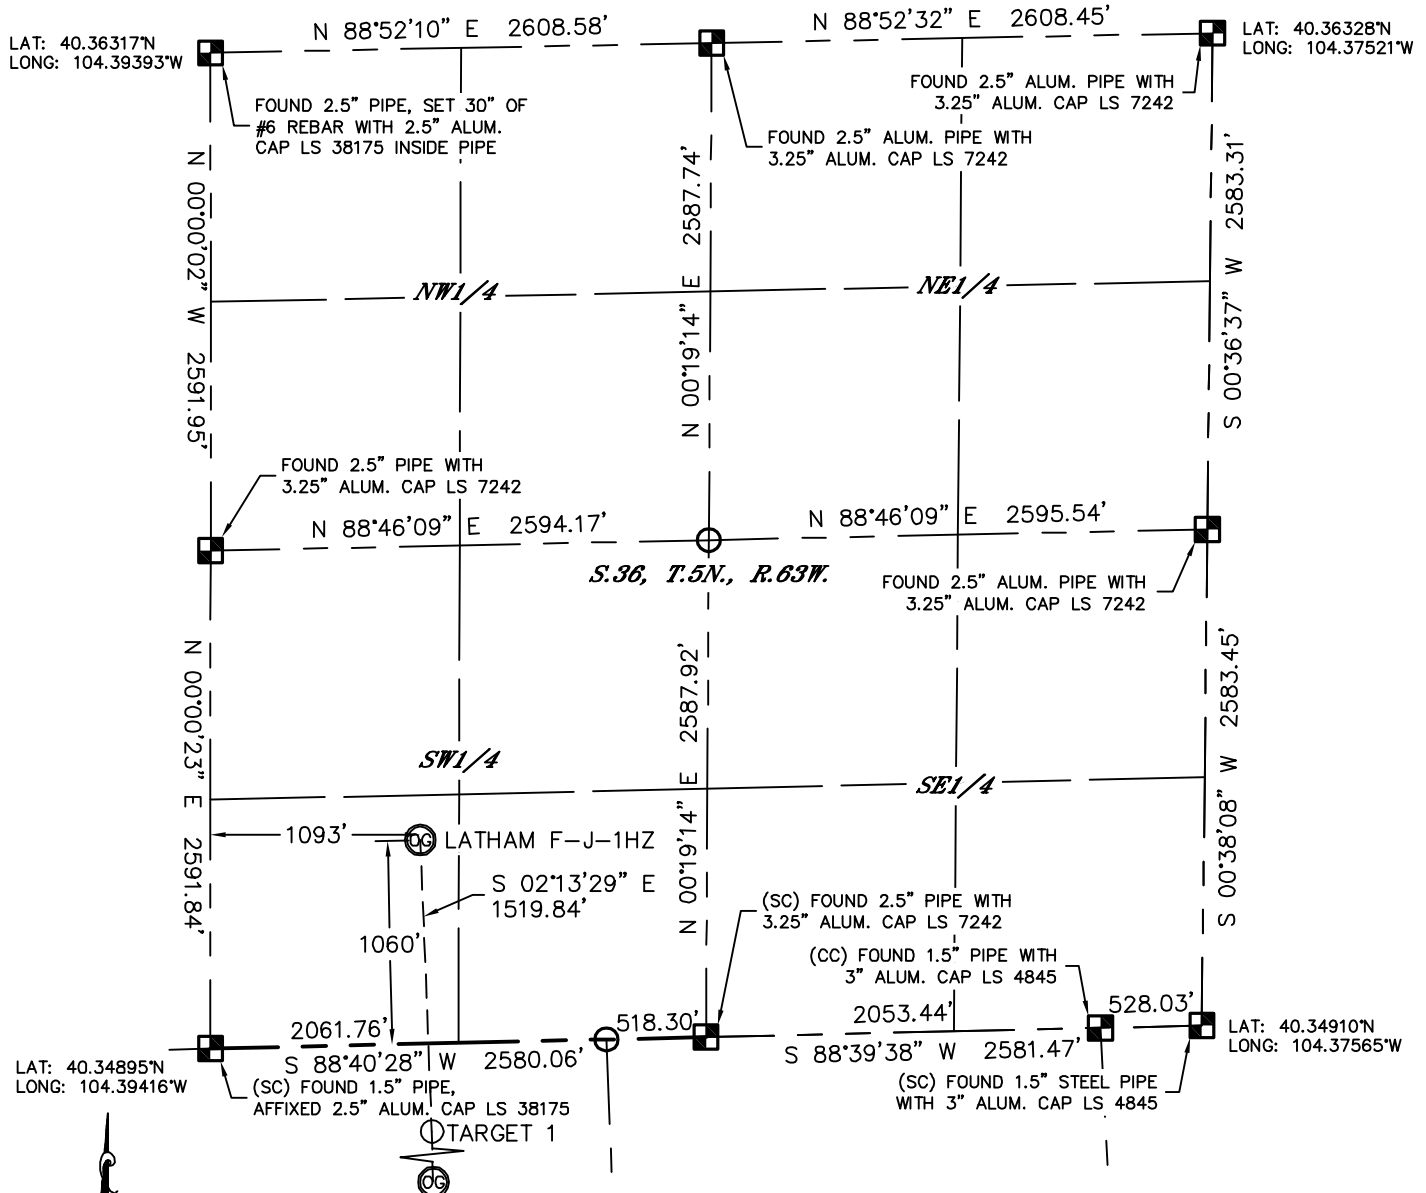 N 88°52'10" E 2608.58'
N 88°52'32" E 2608.45'
LAT: 40.36317°N
LONG: 104.39393°W
LAT: 40.36328°N
LONG: 104.37521°W
FOUND 2.5" PIPE, SET 30" OF
#6 REBAR WITH 2.5" ALUM.
CAP LS 38175 INSIDE PIPE
FOUND 2.5" ALUM. PIPE WITH
3.25" ALUM. CAP LS 7242
FOUND 2.5" ALUM. PIPE WITH
3.25" ALUM. CAP LS 7242
N 00°00'02" W 2591.95'
N 00°19'14" E 2587.74'
S 00°36'37" W 2583.31'
NW1/4
NE1/4
FOUND 2.5" PIPE WITH
3.25" ALUM. CAP LS 7242
N 88°46'09" E 2594.17'
N 88°46'09" E 2595.54'
S.36, T.5N., R.63W.
FOUND 2.5" ALUM. PIPE WITH
3.25" ALUM. CAP LS 7242
N 00°00'23" E 2591.84'
N 00°19'14" E 2587.92'
S 00°38'08" W 2583.45'
SW1/4
SE1/4
1093'
OG LATHAM F-J-1HZ
S 02°13'29" E
1519.84'
1060'
(SC) FOUND 2.5" PIPE WITH
3.25" ALUM. CAP LS 7242
(CC) FOUND 1.5" PIPE WITH
3" ALUM. CAP LS 4845
2061.76'
518.30'
2053.44'
528.03'
S 88°40'28" W 2580.06'
S 88°39'38" W 2581.47'
LAT: 40.34895°N
LONG: 104.39416°W
LAT: 40.34910°N
LONG: 104.37565°W
(SC) FOUND 1.5" PIPE,
AFFIXED 2.5" ALUM. CAP LS 38175
(SC) FOUND 1.5" STEEL PIPE
WITH 3" ALUM. CAP LS 4845
TARGET 1
OG